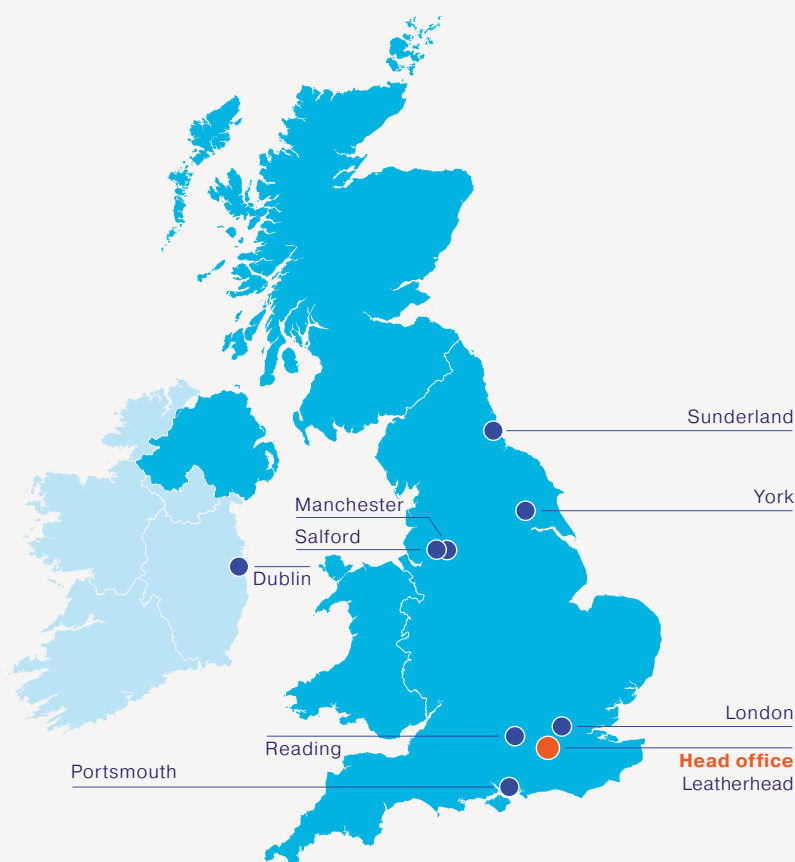 Sunderland
York
Manchester
Salford
Dublin
London
Reading
Head office
Leatherhead
Portsmouth